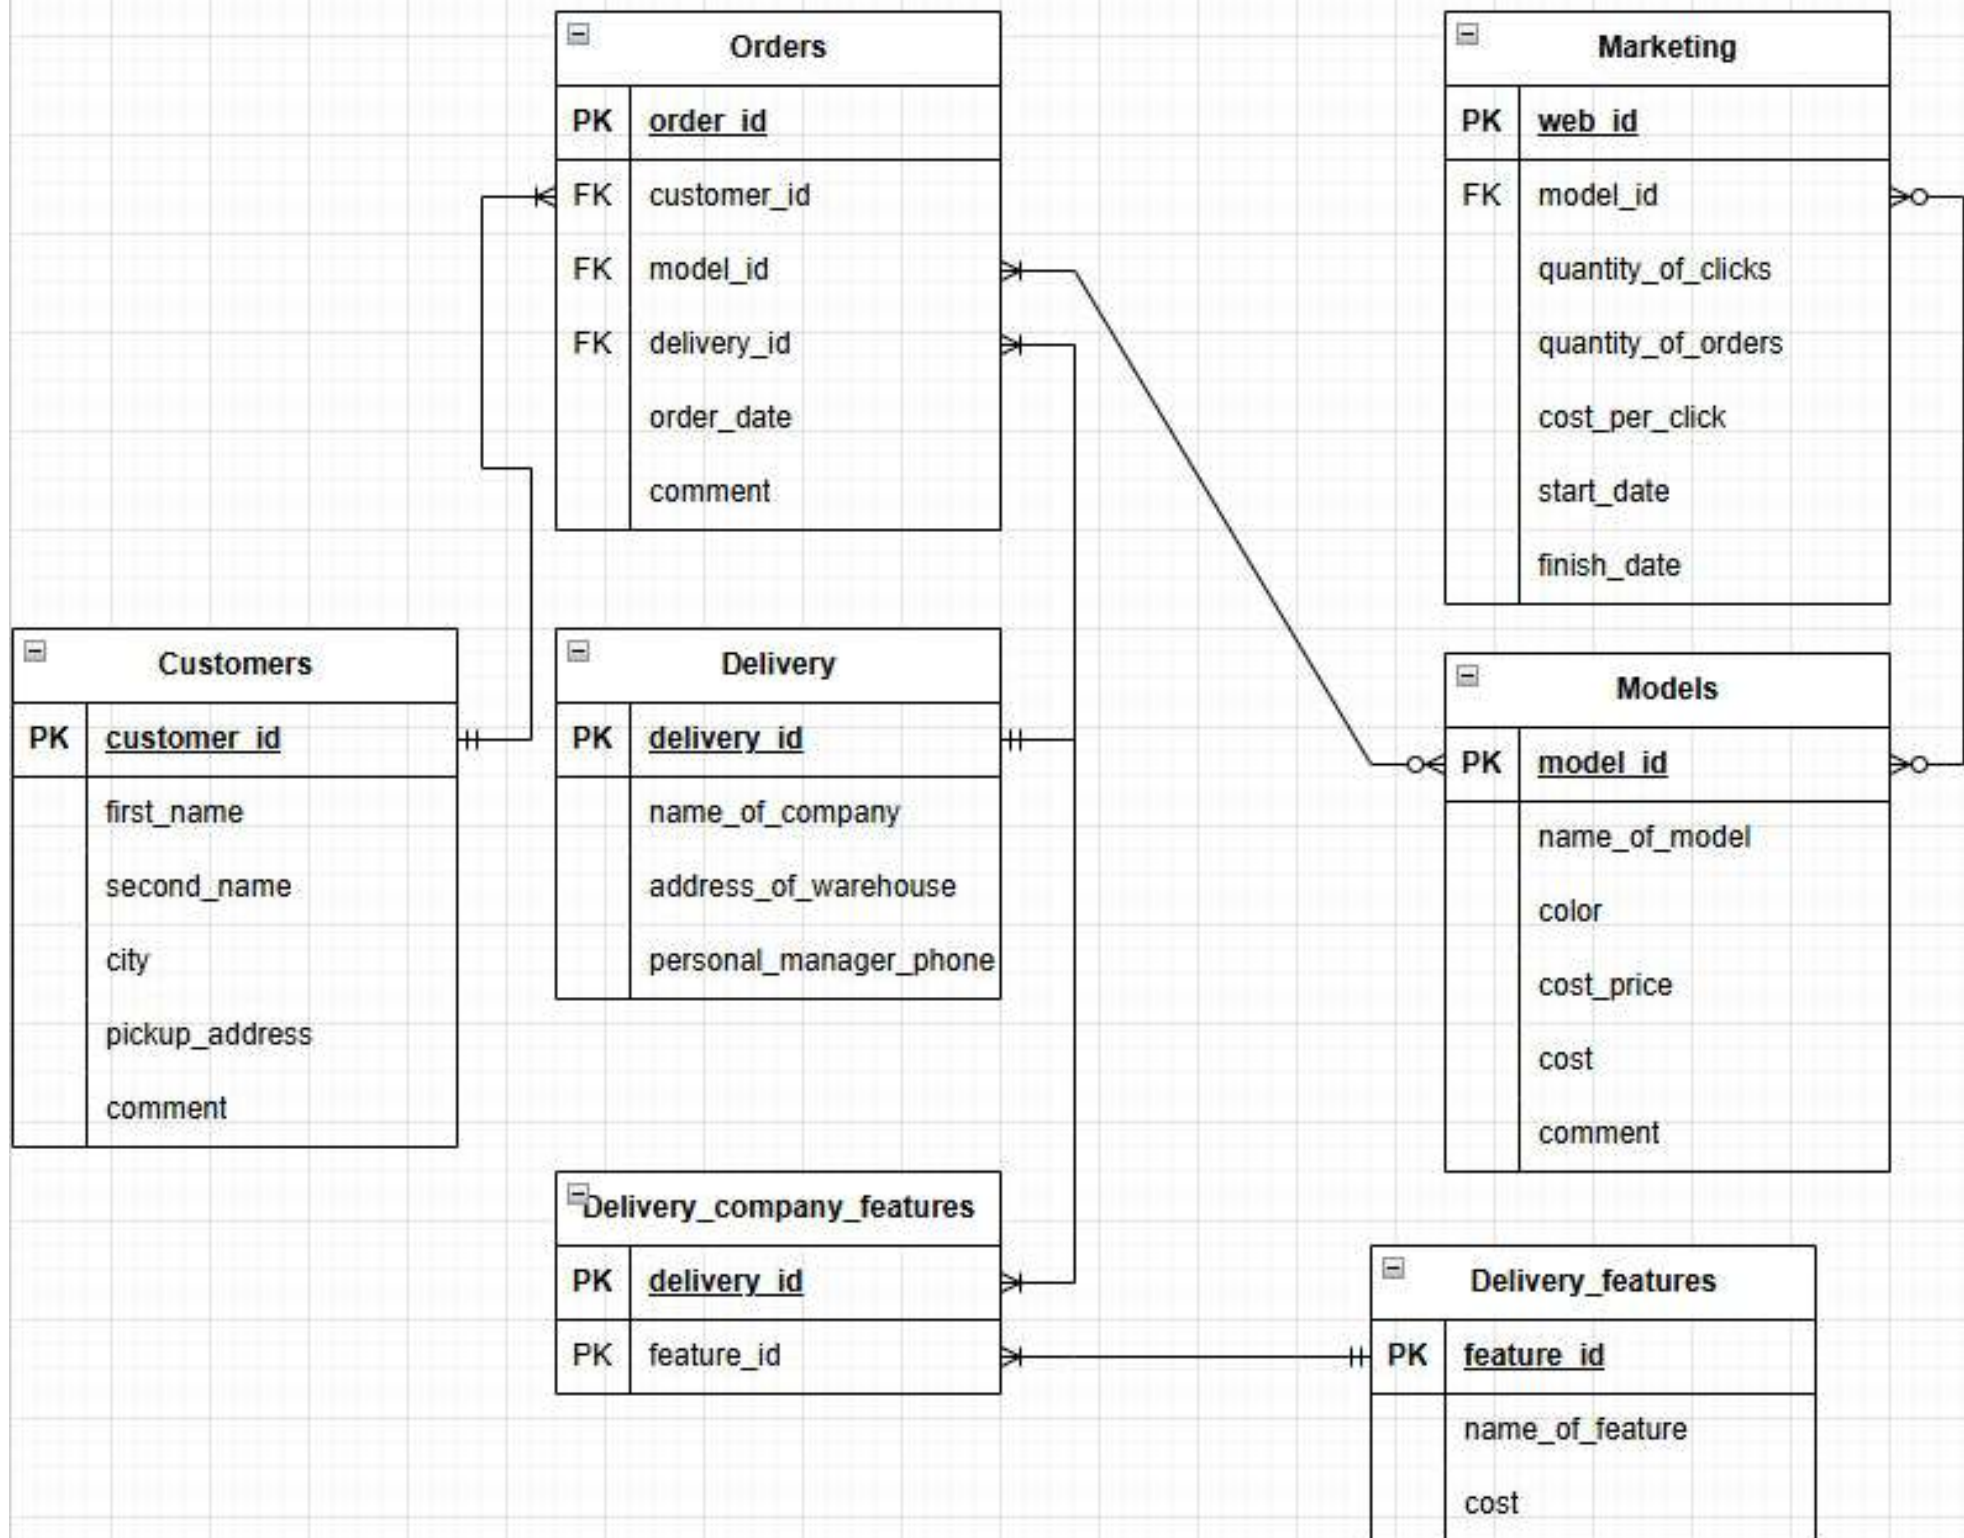 Orders
PK order_id
FK customer_id
FK model_id
FK delivery_id
order_date
comment
Marketing
PK web_id
FK model_id
quantity_of_clicks
quantity_of_orders
cost_per_click
start_date
finish_date
Customers
PK customer_id
first_name
second_name
city
pickup_address
comment
Delivery
PK delivery_id
name_of_company
address_of_warehouse
personal_manager_phone
Models
PK model_id
name_of_model
color
cost_price
cost
comment
Delivery_company_features
PK delivery_id
PK feature_id
Delivery_features
PK feature_id
name_of_feature
cost